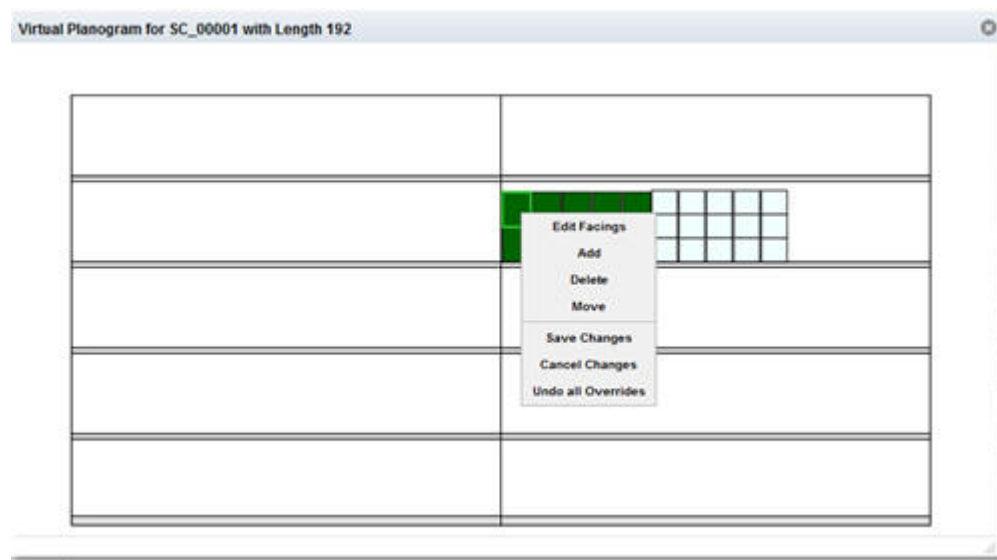 Virtual Planogram for SC_00001 with Length 192
Edit Facings
Add
Delete
Move
Save Changes
Cancel Changes
Undo all Overrides